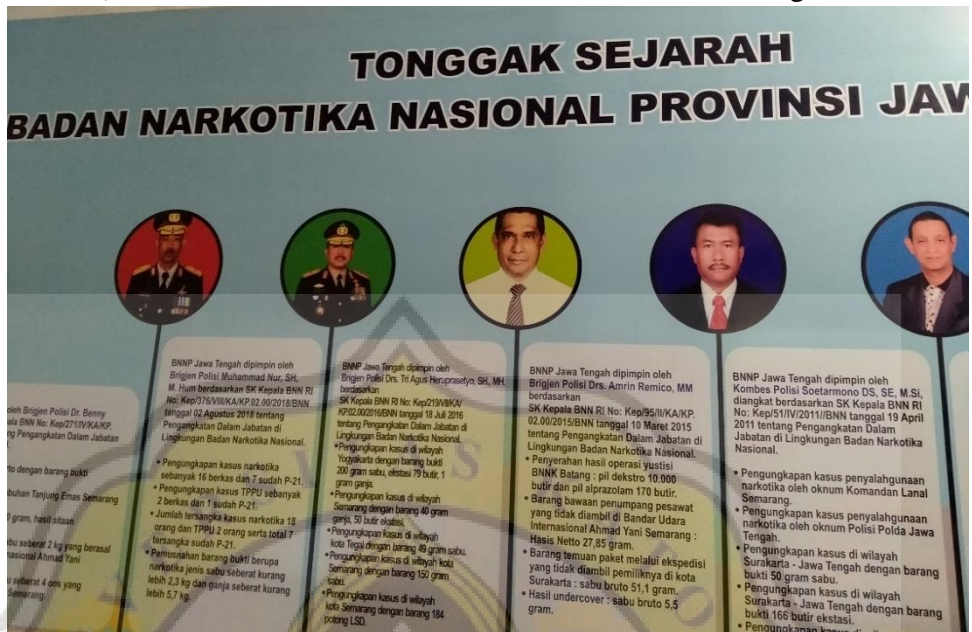 TONGGAK SEJARAH
BADAN NARKOTIKA NASIONAL PROVINSI JAW
oleh Brigjen Polisi Dr. Benny
ala BNN No: Kep/271/IV/KA/KP.
ng Pengangkatan Dalam Jabatan
rto dengan barang bukti
abuhan Tanjung Emas Semarang
0 gram, hasil sitaan
bu seberat 2 kg yang berasal
nasional Ahmad Yani
u seberat 4 ons yang
Semarang.
BNNP Jawa Tengah dipimpin oleh
Brigjen Polisi Muhammad Nur, SH,
M. Hum berdasarkan SK Kepala BNN RI
No: Kep/376/VIII/KA/KP.02.00/2018/BNN
tanggal 02 Agustus 2018 tentang
Pengangkatan Dalam Jabatan di
Lingkungan Badan Narkotika Nasional.
• Pengungkapan kasus narkotika
sebanyak 16 berkas dan 7 sudah P-21.
• Pengungkapan kasus TPPU sebanyak
2 berkas dan 1 sudah P-21.
• Jumlah tersangka kasus narkotika 18
orang dan TPPU 2 orang serta total 7
tersangka sudah P-21.
• Pemusnahan barang bukti berupa
narkotika jenis sabu seberat kurang
lebih 2,3 kg dan ganja seberat kurang
lebih 5,7 kg.
BNNP Jawa Tengah dipimpin oleh
Brigjen Polisi Drs. Tri Agus Heruprasetyo, SH, MH.
berdasarkan
SK Kepala BNN RI No: Kep/219/VII/KA/
KP.02.00/2016/BNN tanggal 18 Juli 2016
tentang Pengangkatan Dalam Jabatan di
Lingkungan Badan Narkotika Nasional.
• Pengungkapan kasus di wilayah
Yogyakarta dengan barang bukti
200 gram sabu, ekstasi 79 butir, 1
gram ganja.
• Pengungkapan kasus di wilayah
Semarang dengan barang 40 gram
ganja, 50 butir ekstasi.
• Pengungkapan kasus di wilayah
kota Tegal dengan barang 49 gram sabu.
• Pengungkapan kasus di wilayah kota
Semarang dengan barang 150 gram
sabu.
• Pengungkapan kasus di wilayah
kota Semarang dengan barang 184
potong LSD.
BNNP Jawa Tengah dipimpin oleh
Brigjen Polisi Drs. Amrin Remico, MM
berdasarkan
SK Kepala BNN RI No: Kep/95/II/KA/KP.
02.00/2015/BNN tanggal 10 Maret 2015
tentang Pengangkatan Dalam Jabatan di
Lingkungan Badan Narkotika Nasional.
• Penyerahan hasil operasi yustisi
BNNK Batang : pil dekstro 10.000
butir dan pil alprazolam 170 butir.
• Barang bawaan penumpang pesawat
yang tidak diambil di Bandar Udara
Internasional Ahmad Yani Semarang :
Hasis Netto 27,85 gram.
• Barang temuan paket melalui ekspedisi
yang tidak diambil pemiliknya di kota
Surakarta : sabu bruto 51,1 gram.
• Hasil undercover : sabu bruto 5,5
gram.
BNNP Jawa Tengah dipimpin oleh
Kombes Polisi Soetarmono DS, SE, M.Si,
diangkat berdasarkan SK Kepala BNN RI
No: Kep/51/IV/2011//BNN tanggal 19 April
2011 tentang Pengangkatan Dalam
Jabatan di Lingkungan Badan Narkotika
Nasional.
• Pengungkapan kasus penyalahgunaan
narkotika oleh oknum Komandan Lanal
Semarang.
• Pengungkapan kasus penyalahgunaan
narkotika oleh oknum Polisi Polda Jawa
Tengah.
• Pengungkapan kasus di wilayah
Surakarta - Jawa Tengah dengan barang
bukti 50 gram sabu.
• Pengungkapan kasus di wilayah
Surakarta - Jawa Tengah dengan barang
bukti 166 butir ekstasi.
• Pengungkapan kasus di wilayah